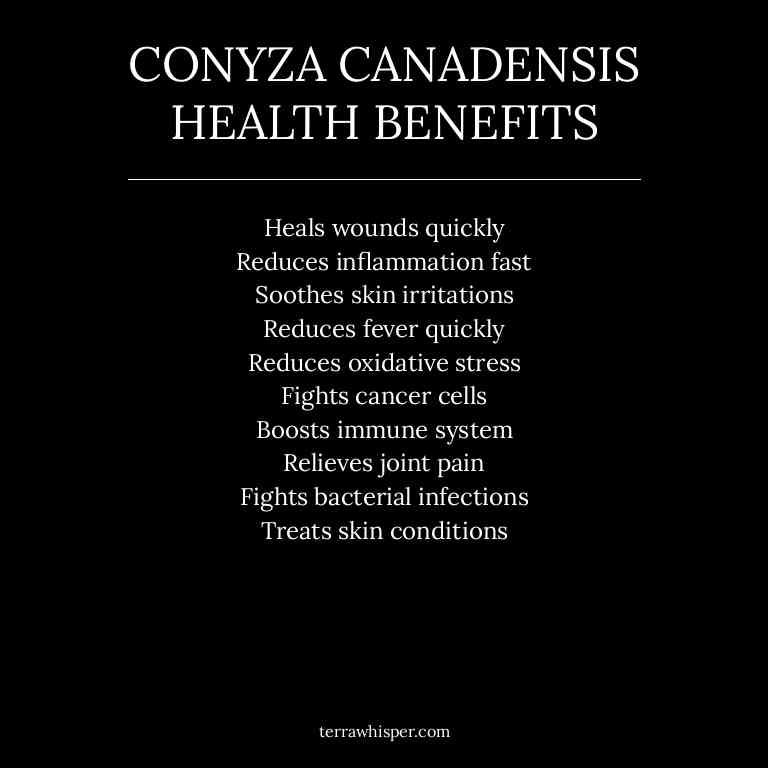 CONYZA CANADENSIS
HEALTH BENEFITS
Heals wounds quickly
Reduces inflammation fast
Soothes skin irritations
Reduces fever quickly
Reduces oxidative stress
Fights cancer cells
Boosts immune system
Relieves joint pain
Fights bacterial infections
Treats skin conditions
terrawhisper.com